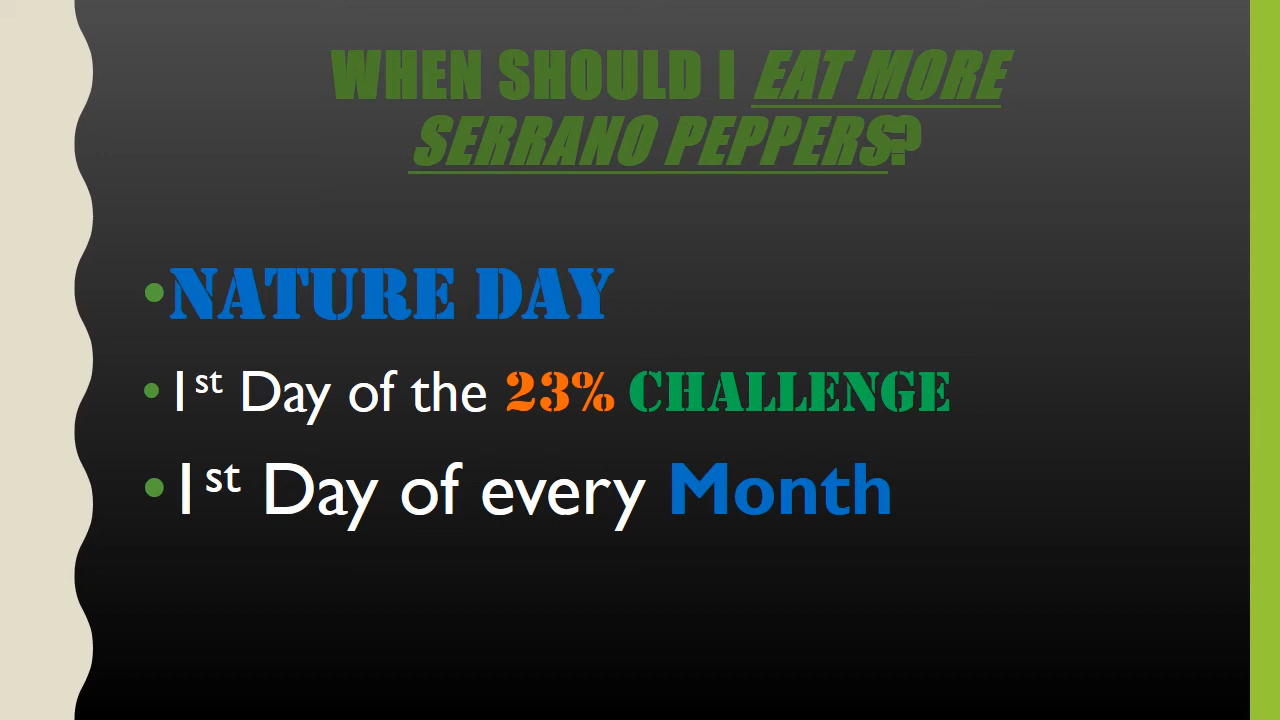 WHEN SHOULD I EAT MORE
SERRANO PEPPERS?
•NATURE DAY
•1st Day of the 23% CHALLENGE
•1st Day of every Month